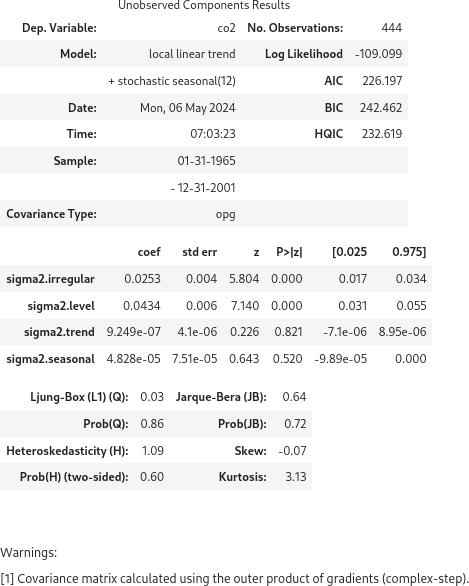 Unobserved Components Results
Dep. Variable: co2 No. Observations: 444
Model: local linear trend Log Likelihood -109.099
+ stochastic seasonal(12) AIC 226.197
Date: Mon, 06 May 2024 BIC 242.462
Time: 07:03:23 HQIC 232.619
Sample: 01-31-1965
- 12-31-2001
Covariance Type: opg
coef std err z P>|z| [0.025 0.975]
sigma2.irregular 0.0253 0.004 5.804 0.000 0.017 0.034
sigma2.level 0.0434 0.006 7.140 0.000 0.031 0.055
sigma2.trend 9.249e-07 4.1e-06 0.226 0.821 -7.1e-06 8.95e-06
sigma2.seasonal 4.828e-05 7.51e-05 0.643 0.520 -9.89e-05 0.000
Ljung-Box (L1) (Q): 0.03 Jarque-Bera (JB): 0.64
Prob(Q): 0.86 Prob(JB): 0.72
Heteroskedasticity (H): 1.09 Skew: -0.07
Prob(H) (two-sided): 0.60 Kurtosis: 3.13
Warnings:
[1] Covariance matrix calculated using the outer product of gradients (complex-step).